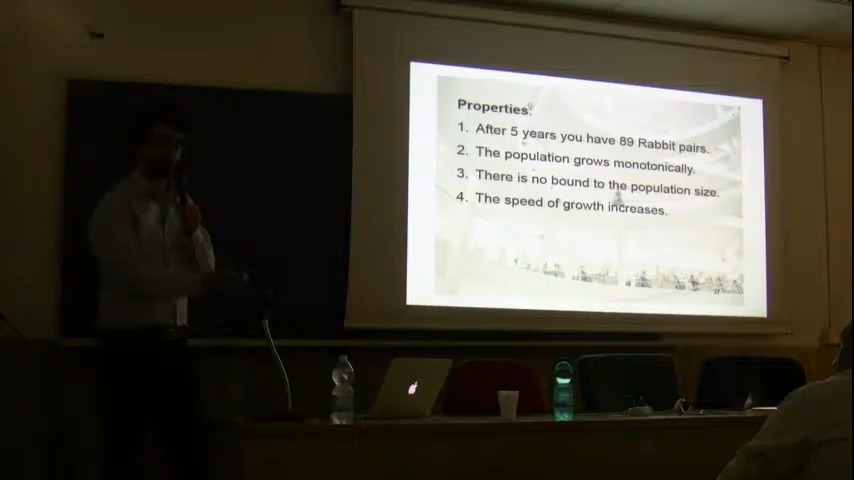 Properties:
1. After 5 years you have 89 Rabbit pairs.
2. The population grows monotonically.
3. There is no bound to the population size.
4. The speed of growth increases.
27